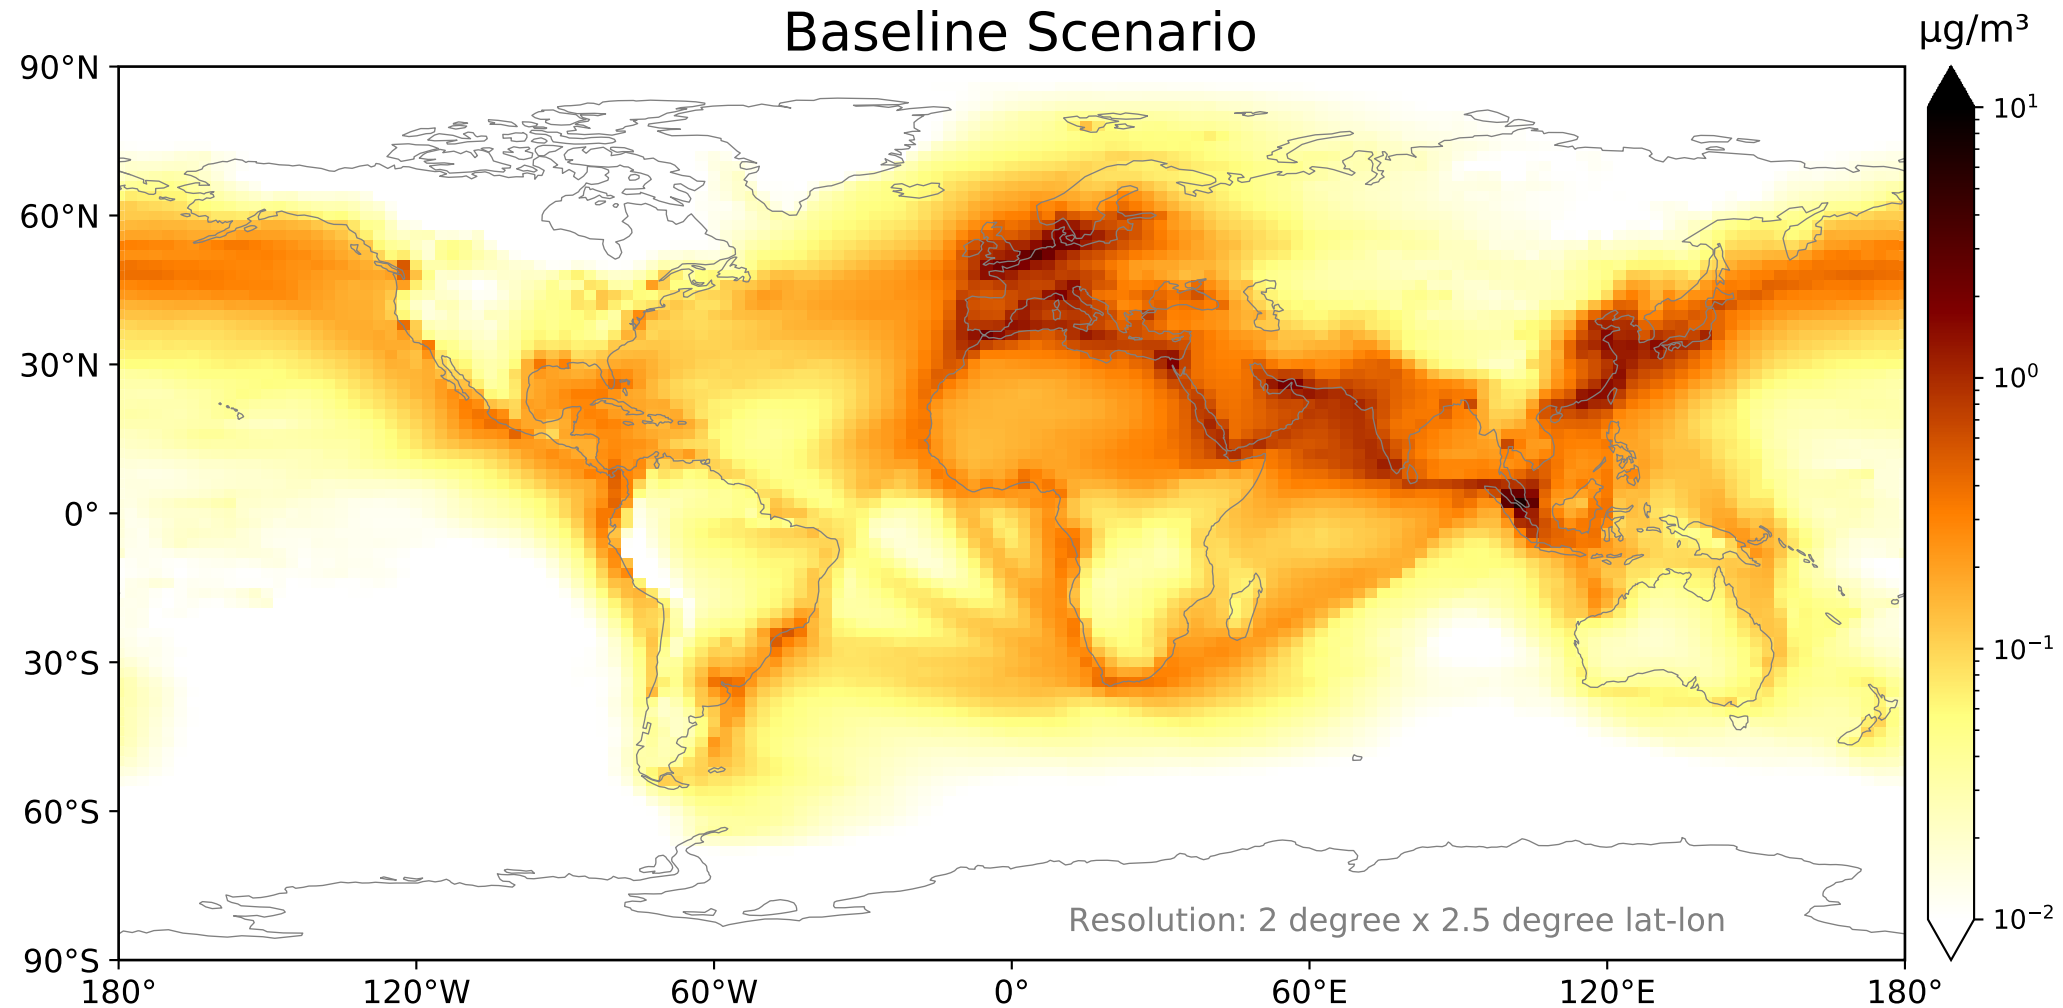 Baseline Scenario
µg/m³
90°N
60°N
30°N
0°
30°S
60°S
90°S
180°
120°W
60°W
0°
60°E
120°E
180°
10¹
10⁰
10⁻¹
10⁻²
Resolution: 2 degree x 2.5 degree lat-lon